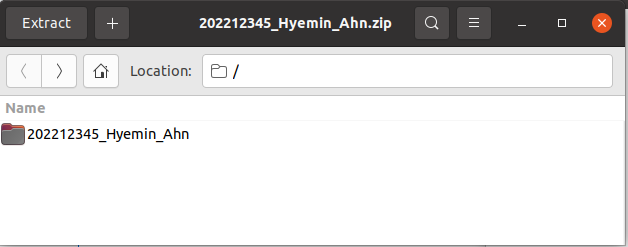 Extract
202212345_Hyemin_Ahn.zip
Location:
/
Name
202212345_Hyemin_Ahn